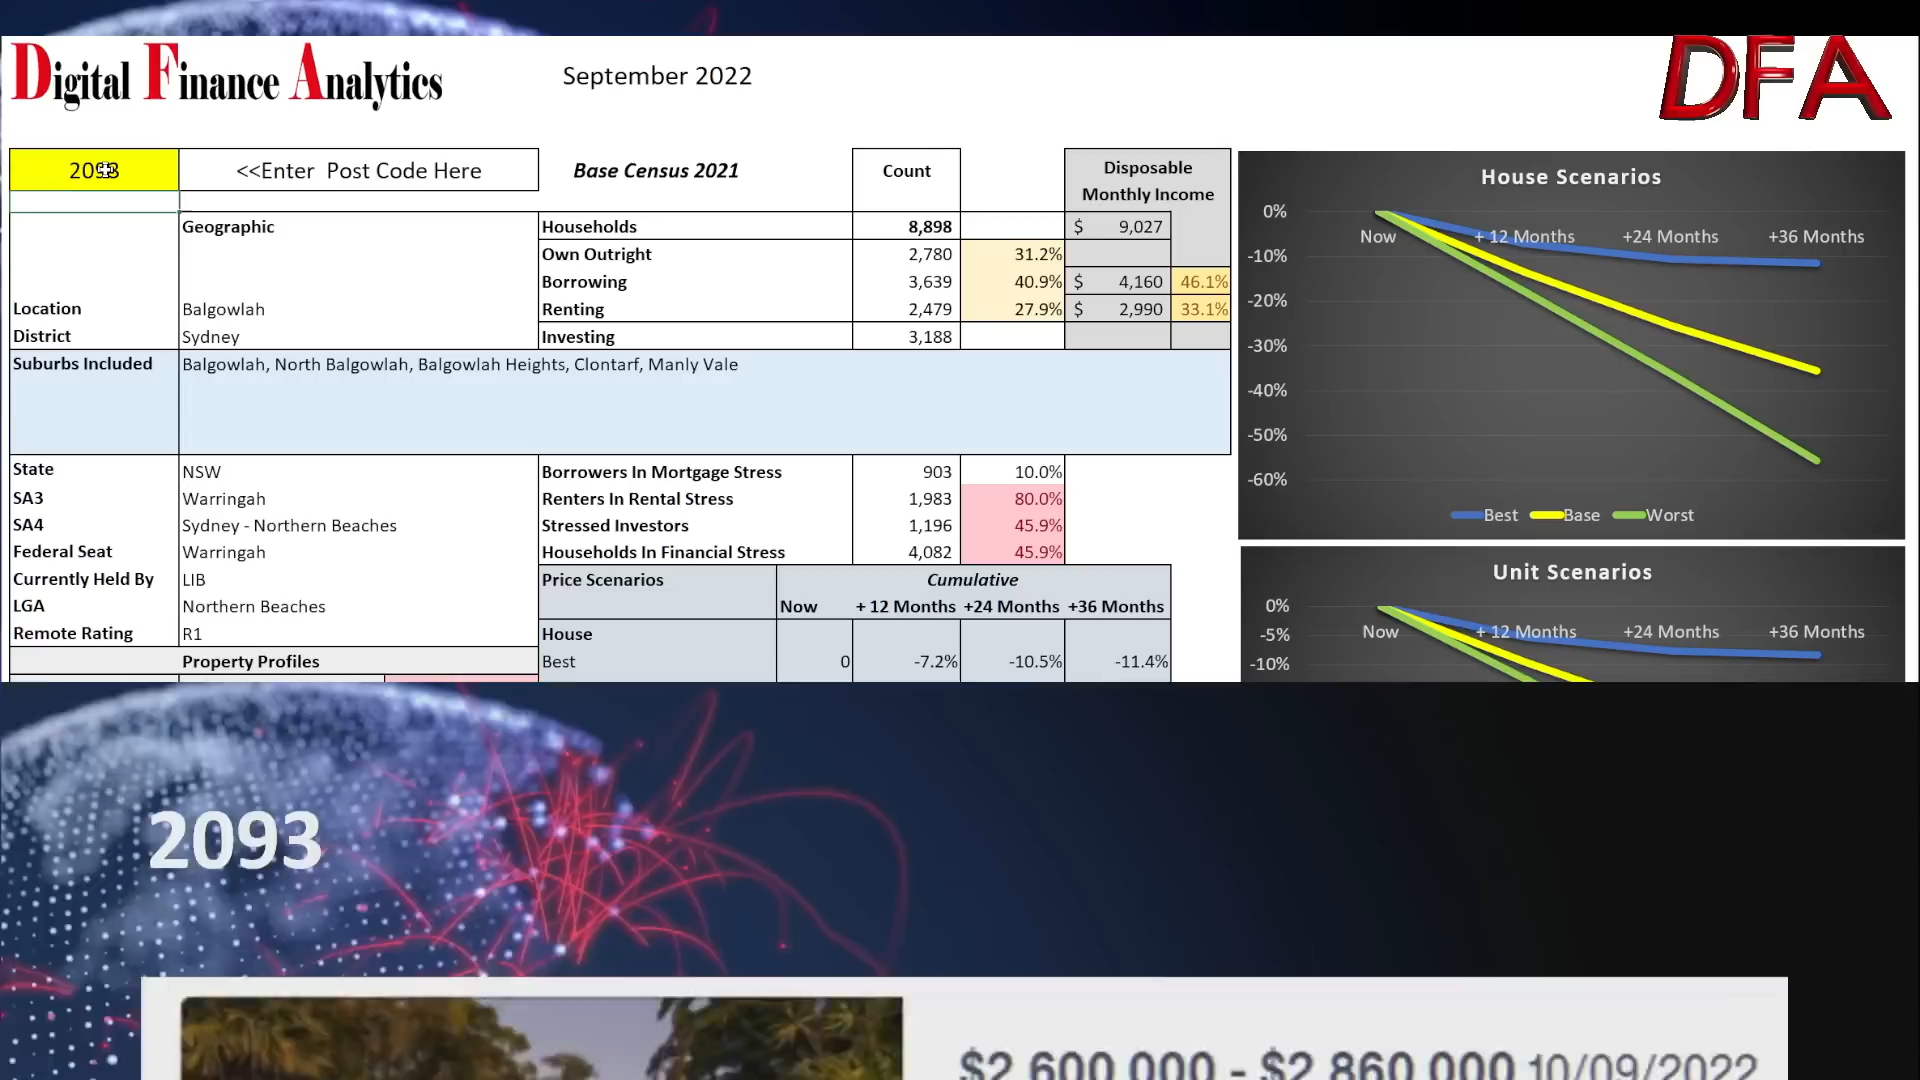 Digital Finance Analytics
September 2022
DFA
2093
<<Enter Post Code Here
Base Census 2021
Count
Disposable
Monthly Income
Geographic
Households 8,898 $ 9,027
Own Outright 2,780 31.2%
Borrowing 3,639 40.9% $ 4,160 46.1%
Location Balgowlah Renting 2,479 27.9% $ 2,990 33.1%
District Sydney Investing 3,188
Suburbs Included Balgowlah, North Balgowlah, Balgowlah Heights, Clontarf, Manly Vale
State NSW Borrowers In Mortgage Stress 903 10.0%
SA3 Warringah Renters In Rental Stress 1,983 80.0%
SA4 Sydney - Northern Beaches Stressed Investors 1,196 45.9%
Federal Seat Warringah Households In Financial Stress 4,082 45.9%
Currently Held By LIB Price Scenarios Cumulative
LGA Northern Beaches Now + 12 Months +24 Months +36 Months
Remote Rating R1 House
Property Profiles Best 0 -7.2% -10.5% -11.4%
House Scenarios
0%
Now + 12 Months +24 Months +36 Months
-10%
-20%
-30%
-40%
-50%
-60%
Best Base Worst
Unit Scenarios
0%
Now + 12 Months +24 Months +36 Months
-5%
-10%
2093
$2 600 000 - $2 860 000 10/09/2022